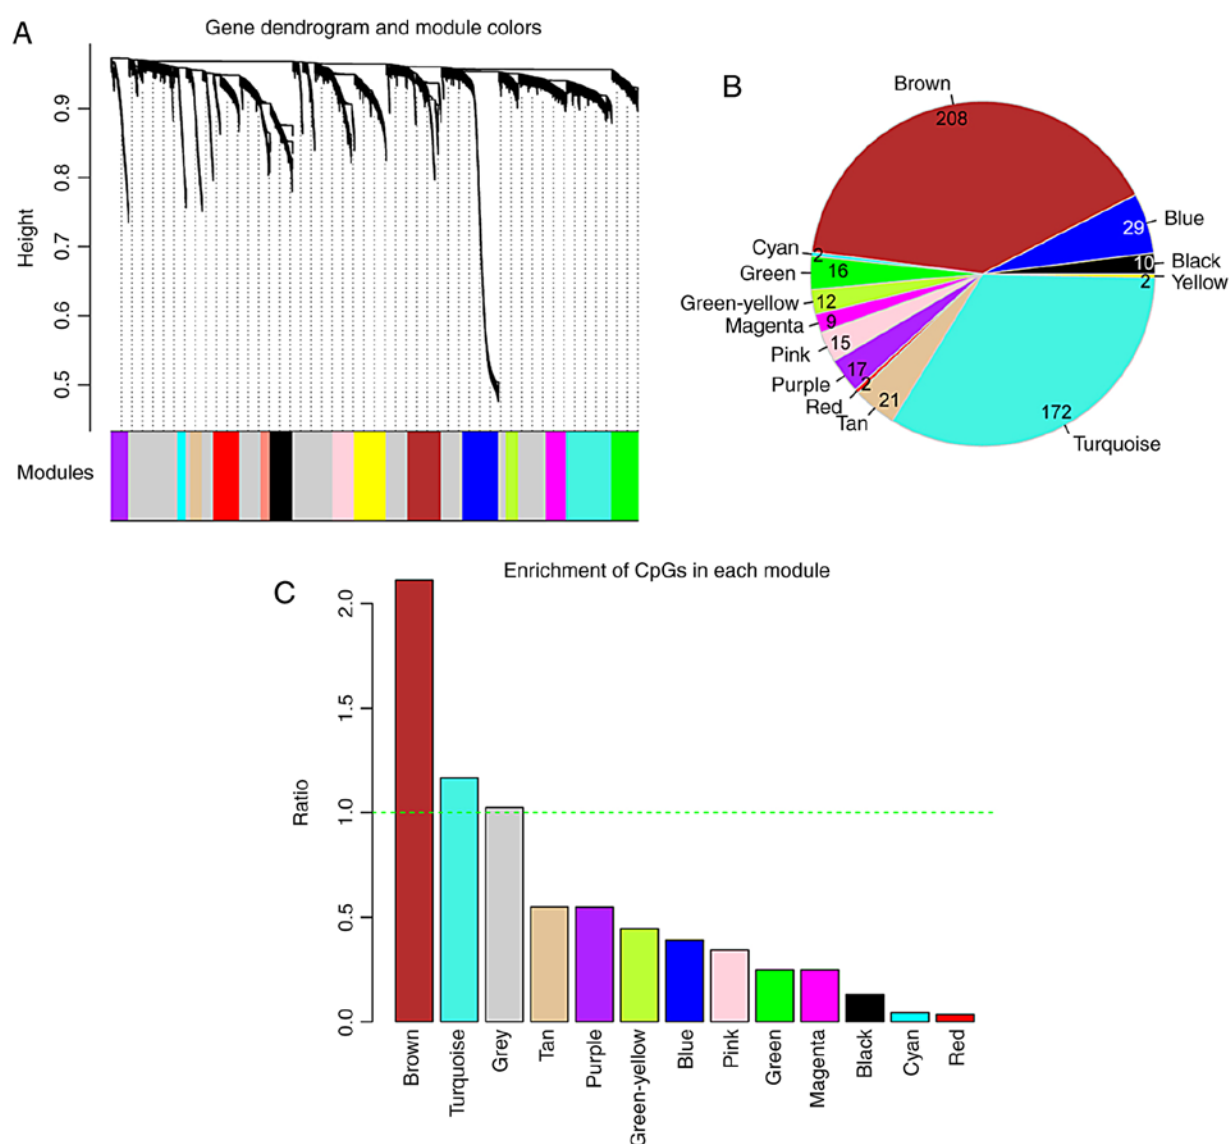 A
Gene dendrogram and module colors
Height
0.9
0.8
0.7
0.6
0.5
Modules
B
Brown
208
Blue
29
Black
10
Yellow
2
Cyan
2
Green
16
Green-yellow
12
Magenta
9
Pink
15
Purple
17
Red
2
Tan
21
Turquoise
172
C
Enrichment of CpGs in each module
Ratio
2.0
1.5
1.0
0.5
0.0
Brown
Turquoise
Grey
Tan
Purple
Green-yellow
Blue
Pink
Green
Magenta
Black
Cyan
Red